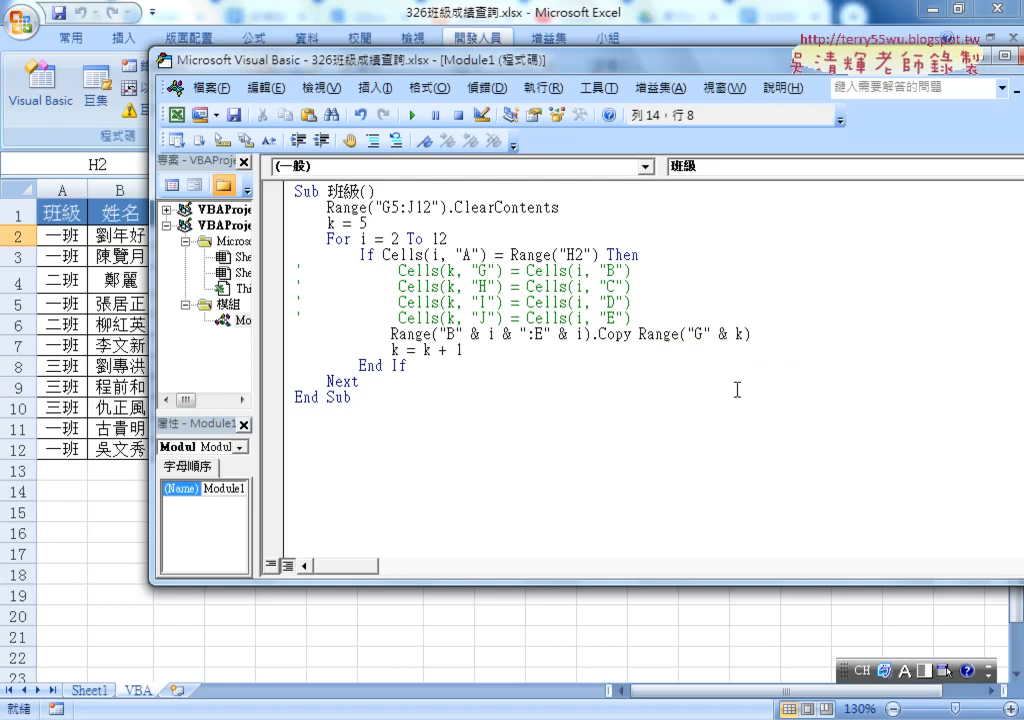 326班級成績查詢.xlsx - Microsoft Excel
常用 插入 版面配置 公式 資料 校閱 檢視 開發人員 增益集 小組
http://terry55wu.blogspot.tw
吳清輝老師錄製
Visual Basic 巨集
程式碼
Microsoft Visual Basic - 326班級成績查詢.xlsx - [Module1 (程式碼)]
檔案(F) 編輯(E) 檢視(V) 插入(I) 格式(O) 偵錯(D) 執行(R) 工具(T) 增益集(A) 視窗(W) 說明(H) 鍵入需要解答的問題
列 14，行 8
專案 - VBAProje
(一般) 班級
VBAProje
VBAProje
Microso
She
She
Thi
模組
Mo
屬性 - Module1
Modul Modul
字母順序
(Name) Module1
Sub 班級()
Range("G5:J12").ClearContents
k = 5
For i = 2 To 12
If Cells(i, "A") = Range("H2") Then
' Cells(k, "G") = Cells(i, "B")
' Cells(k, "H") = Cells(i, "C")
' Cells(k, "I") = Cells(i, "D")
' Cells(k, "J") = Cells(i, "E")
Range("B" & i & ":E" & i).Copy Range("G" & k)
k = k + 1
End If
Next
End Sub
H2
A B
1 班級 姓名
2 一班 劉年好
3 一班 陳覽月
4 二班 鄭麗
5 一班 張居正
6 二班 柳紅英
7 一班 李文新
8 三班 劉專洪
9 三班 程前和
10 三班 仇正風
11 一班 古貴明
12 一班 吳文秀
13
14
15
16
17
18
19
20
21
22
23
CH A
Sheet1 VBA
就緒 130%